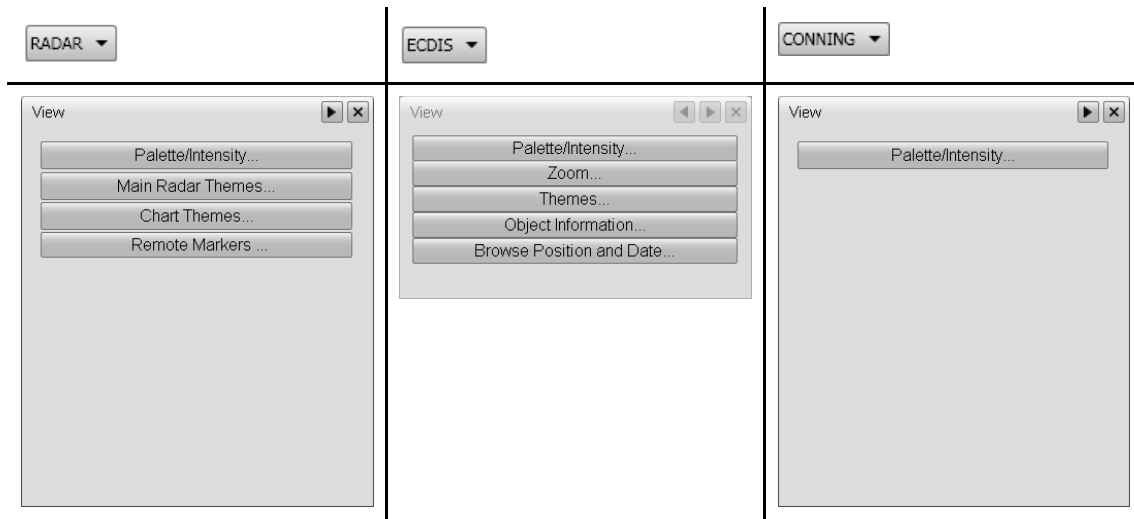 RADAR
ECDIS
CONNING
View
Palette/Intensity...
Main Radar Themes...
Chart Themes...
Remote Markers ...
View
Palette/Intensity...
Zoom...
Themes...
Object Information...
Browse Position and Date...
View
Palette/Intensity...